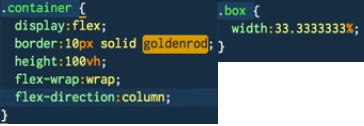 .container {
display:flex;
border:10px solid goldenrod;
height:100vh;
flex-wrap:wrap;
flex-direction:column;
}
.box {
width:33.3333333%;
}